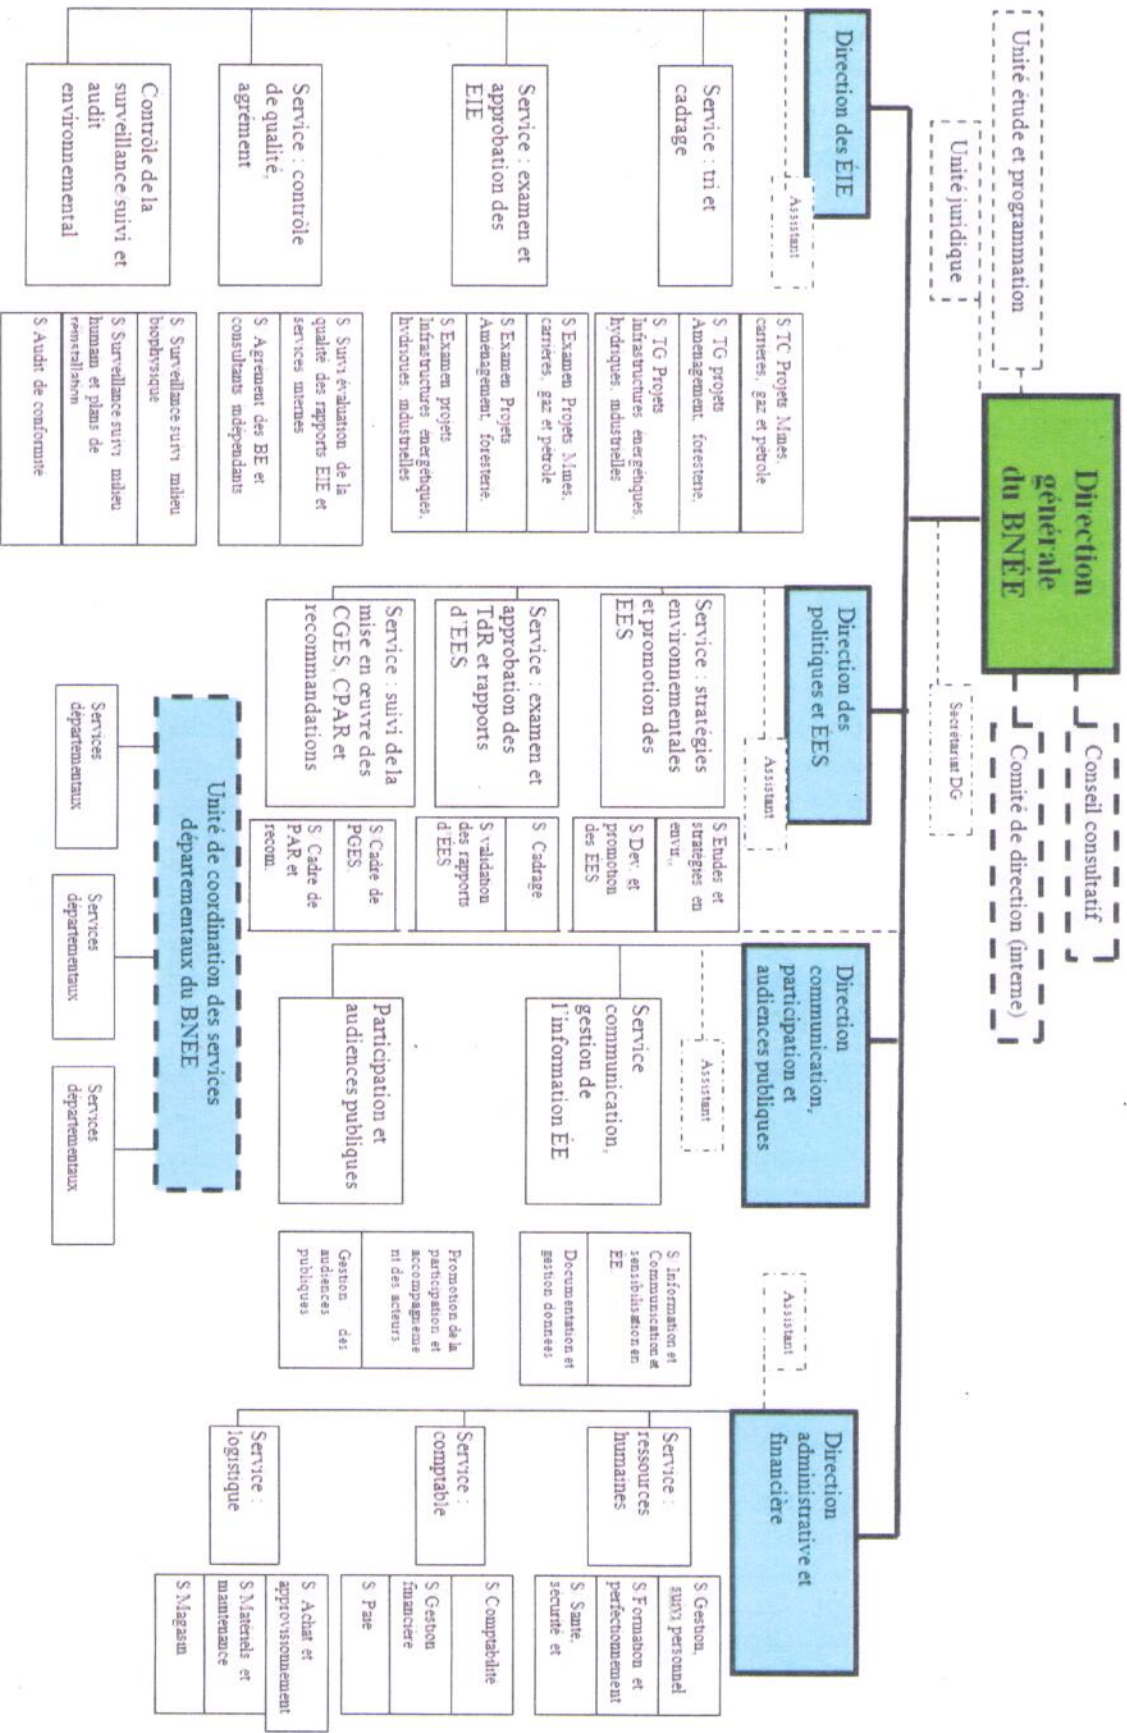 Direction
générale
du BNÉE
Conseil consultatif
Comité de direction (interne)
Unité étude et programmation
Unité juridique
Secrétariat DG
Direction des ÉIE
Assistant
Service : tri et
cadrage
S TC Projets Mines,
carrières, gaz et pétrole
S TG projets
Aménagement, foresterie,
S TG Projets
Infrastructures énergétiques,
hydriques, industrielles
Service : examen et
approbation des
ÉIE
S Examen Projets Mines,
carrières, gaz et pétrole
S Examen Projets
Aménagement, foresterie,
S Examen projets
Infrastructures énergétiques,
hydriques, industrielles
Service : contrôle
de qualité,
agrément
S Suivi évaluation de la
qualité des rapports EIE et
services internes
S Agrément des BE et
consultants indépendants
Contrôle de la
surveillance/suivi et
audit
environnemental
S Surveillance suivi milieu
biophysique
S Surveillance suivi milieu
humain et plans de
réinstallation
S Audit de conformité
Direction des
politiques et ÉES
Assistant
Service : stratégies
environnementales
et promotion des
ÉES
S Études et
stratégies en
envir.
S Dev. et
promotion
des ÉES
Service : examen et
approbation des
TdR et rapports
d'ÉES
S Cadrage
S validation
des rapports
d'ÉES
Service : suivi de la
mise en œuvre des
CGES, CPAR et
recommandations
S Cadre de
PGES.
S Cadre de
PAR et
recom.
Direction
communication,
participation et
audiences publiques
Assistant
Service
communication,
gestion de
l'information ÉE
S Information et
Communication et
sensibilisation en
ÉE.
Documentation et
gestion données
Participation et
audiences publiques
Promotion de la
participation et
accompagneme
nt des acteurs.
Gestion des
audiences
publiques
Direction
administrative et
financière
Assistant
Service :
ressources
humaines
S Gestion,
suivi personnel
S Formation et
perfectionnement
S Santé,
sécurité et
Service :
comptable
S Comptabilité
S Gestion
financière
S Paie
Service :
logistique
S Achat et
approvisionnement
S Matériels et
maintenance
S Magasin
Unité de coordination des services
départementaux du BNEE
Services
départementaux
Services
départementaux
Services
départementaux